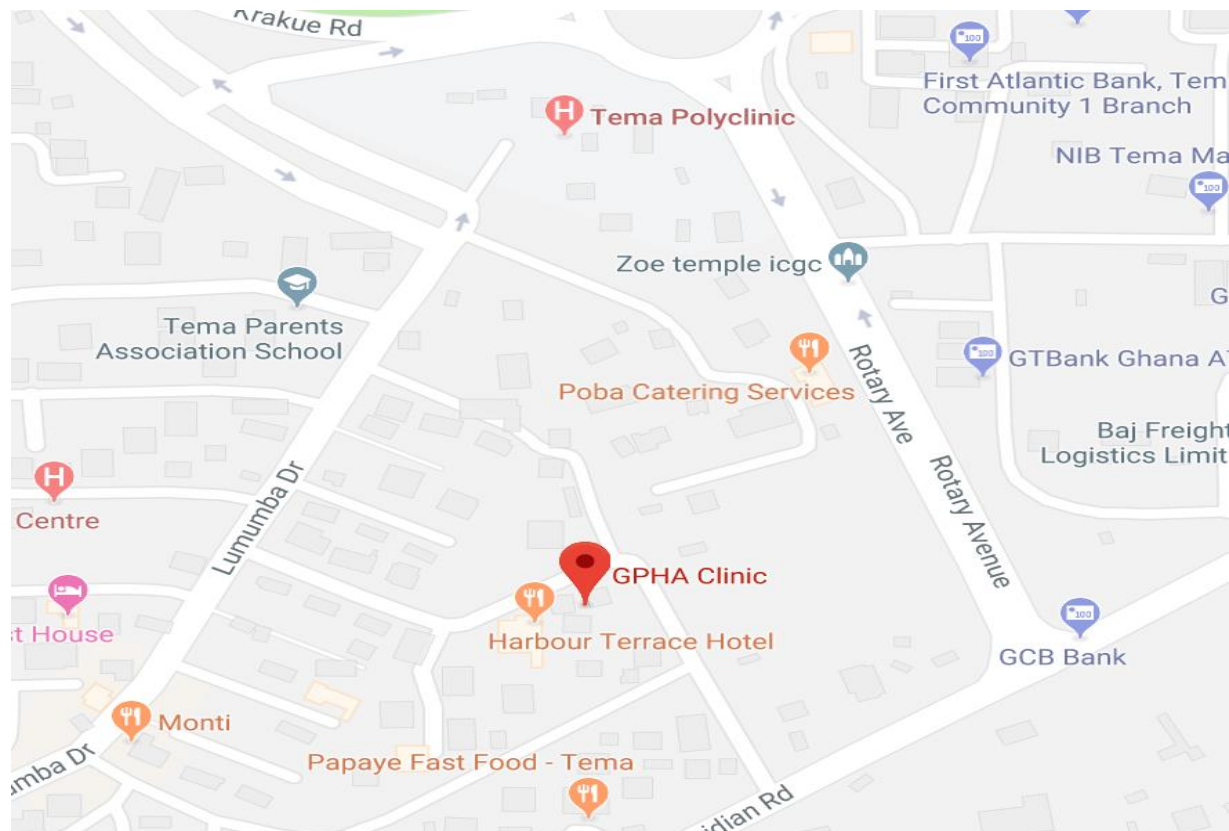 Krakue Rd
First Atlantic Bank, Tem
Community 1 Branch
Tema Polyclinic
NIB Tema Ma
Zoe temple icgc
G
Tema Parents
Association School
GTBank Ghana AT
Poba Catering Services
Rotary Ave
Baj Freight
Logistics Limit
Rotary Avenue
Centre
Lumumba Dr
GPHA Clinic
t House
Harbour Terrace Hotel
GCB Bank
Monti
umba Dr
Papaye Fast Food - Tema
idian Rd